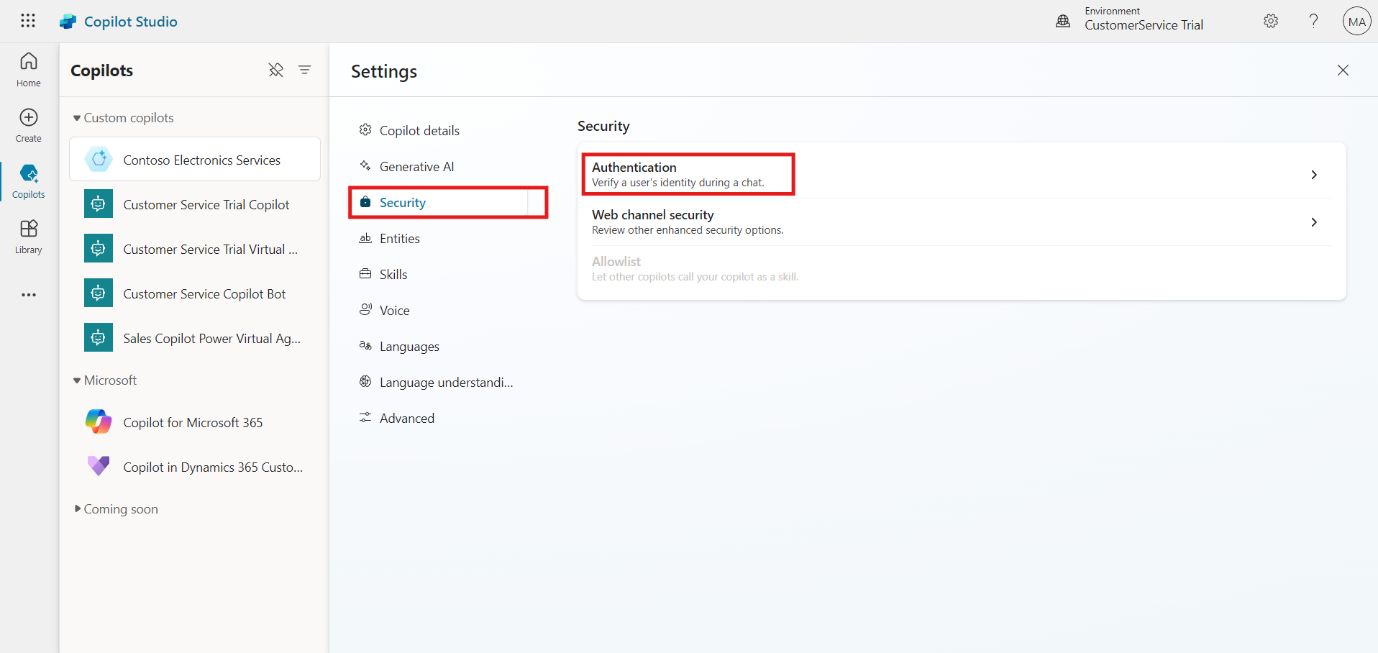 Copilot Studio
Environment
CustomerService Trial
?
MA
Home
Create
Copilots
Library
Copilots
Custom copilots
Contoso Electronics Services
Customer Service Trial Copilot
Customer Service Trial Virtual ...
Customer Service Copilot Bot
Sales Copilot Power Virtual Ag...
Microsoft
Copilot for Microsoft 365
Copilot in Dynamics 365 Custo...
Coming soon
Settings
Copilot details
Generative AI
Security
Entities
Skills
Voice
Languages
Language understandi...
Advanced
Security
Authentication
Verify a user's identity during a chat.
Web channel security
Review other enhanced security options.
Allowlist
Let other copilots call your copilot as a skill.